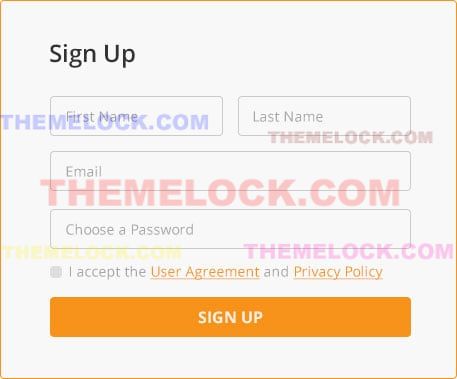 Sign Up
First Name
Last Name
THEMELOCK.COM
THEMELOCK.COM
Email
THEMELOCK.COM
Choose a Password
THEMELOCK.COM
THEMELOCK.COM
I accept the User Agreement and Privacy Policy
SIGN UP